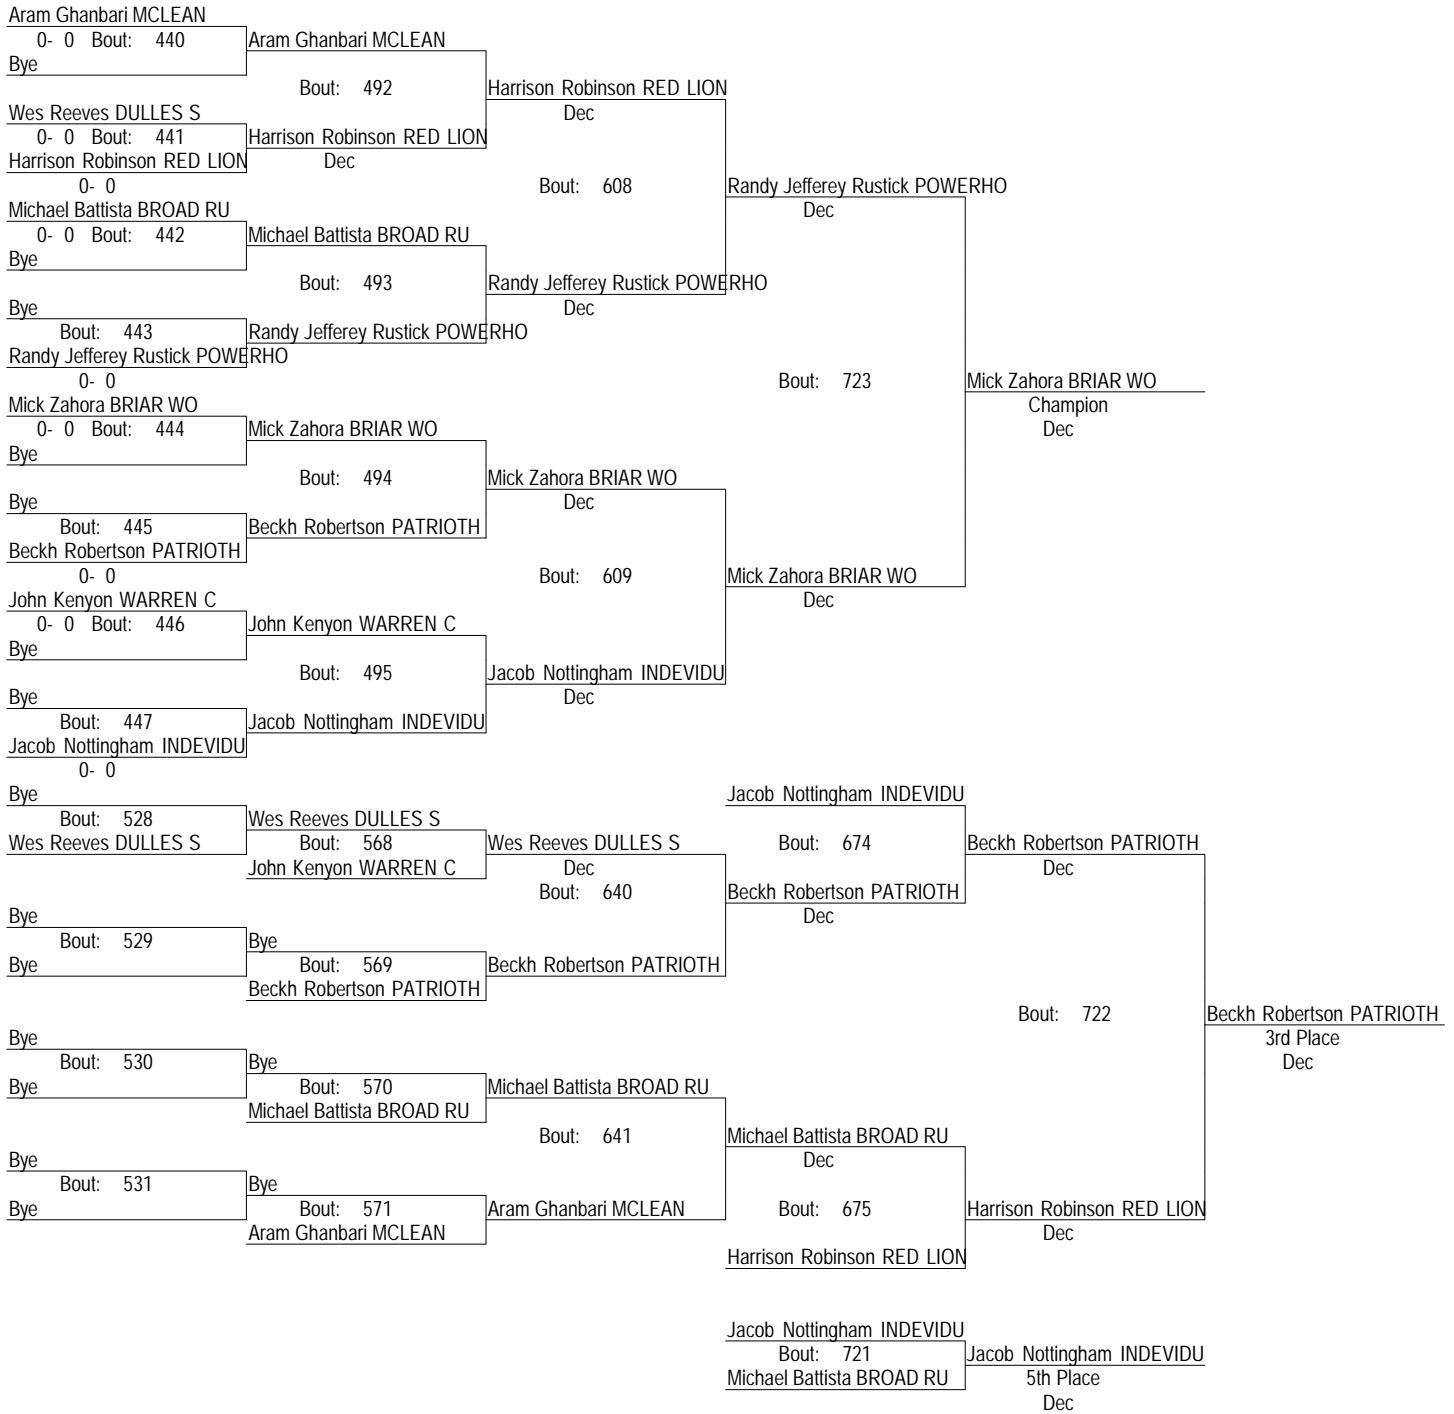 Aram Ghanbari MCLEAN
0- 0 Bout: 440 Aram Ghanbari MCLEAN
Bye
Bout: 492 Harrison Robinson RED LION
Wes Reeves DULLES S Dec
0- 0 Bout: 441 Harrison Robinson RED LION
Harrison Robinson RED LION Dec
0- 0 Bout: 608 Randy Jefferey Rustick POWERHO
Michael Battista BROAD RU Dec
0- 0 Bout: 442 Michael Battista BROAD RU
Bye
Bout: 493 Randy Jefferey Rustick POWERHO
Bye Dec
Bout: 443 Randy Jefferey Rustick POWERHO
Randy Jefferey Rustick POWERHO
0- 0 Bout: 723 Mick Zahora BRIAR WO
Mick Zahora BRIAR WO Champion
0- 0 Bout: 444 Mick Zahora BRIAR WO Dec
Bye
Bout: 494 Mick Zahora BRIAR WO
Bye Dec
Bout: 445 Beckh Robertson PATRIOTH
Beckh Robertson PATRIOTH
0- 0 Bout: 609 Mick Zahora BRIAR WO
John Kenyon WARREN C Dec
0- 0 Bout: 446 John Kenyon WARREN C
Bye
Bout: 495 Jacob Nottingham INDEVIDU
Bye Dec
Bout: 447 Jacob Nottingham INDEVIDU
Jacob Nottingham INDEVIDU
0- 0
Bye Jacob Nottingham INDEVIDU
Bout: 528 Wes Reeves DULLES S
Wes Reeves DULLES S Bout: 568 Wes Reeves DULLES S Bout: 674 Beckh Robertson PATRIOTH
John Kenyon WARREN C Dec Dec
Bout: 640 Beckh Robertson PATRIOTH
Bye Dec
Bout: 529 Bye
Bye Bout: 569 Beckh Robertson PATRIOTH
Beckh Robertson PATRIOTH
Bout: 722 Beckh Robertson PATRIOTH
Bye 3rd Place
Bout: 530 Bye Dec
Bye Bout: 570 Michael Battista BROAD RU
Michael Battista BROAD RU
Bout: 641 Michael Battista BROAD RU
Bye Dec
Bout: 531 Bye
Bye Bout: 571 Aram Ghanbari MCLEAN Bout: 675 Harrison Robinson RED LION
Aram Ghanbari MCLEAN Dec
Harrison Robinson RED LION
Jacob Nottingham INDEVIDU
Bout: 721 Jacob Nottingham INDEVIDU
Michael Battista BROAD RU 5th Place
Dec